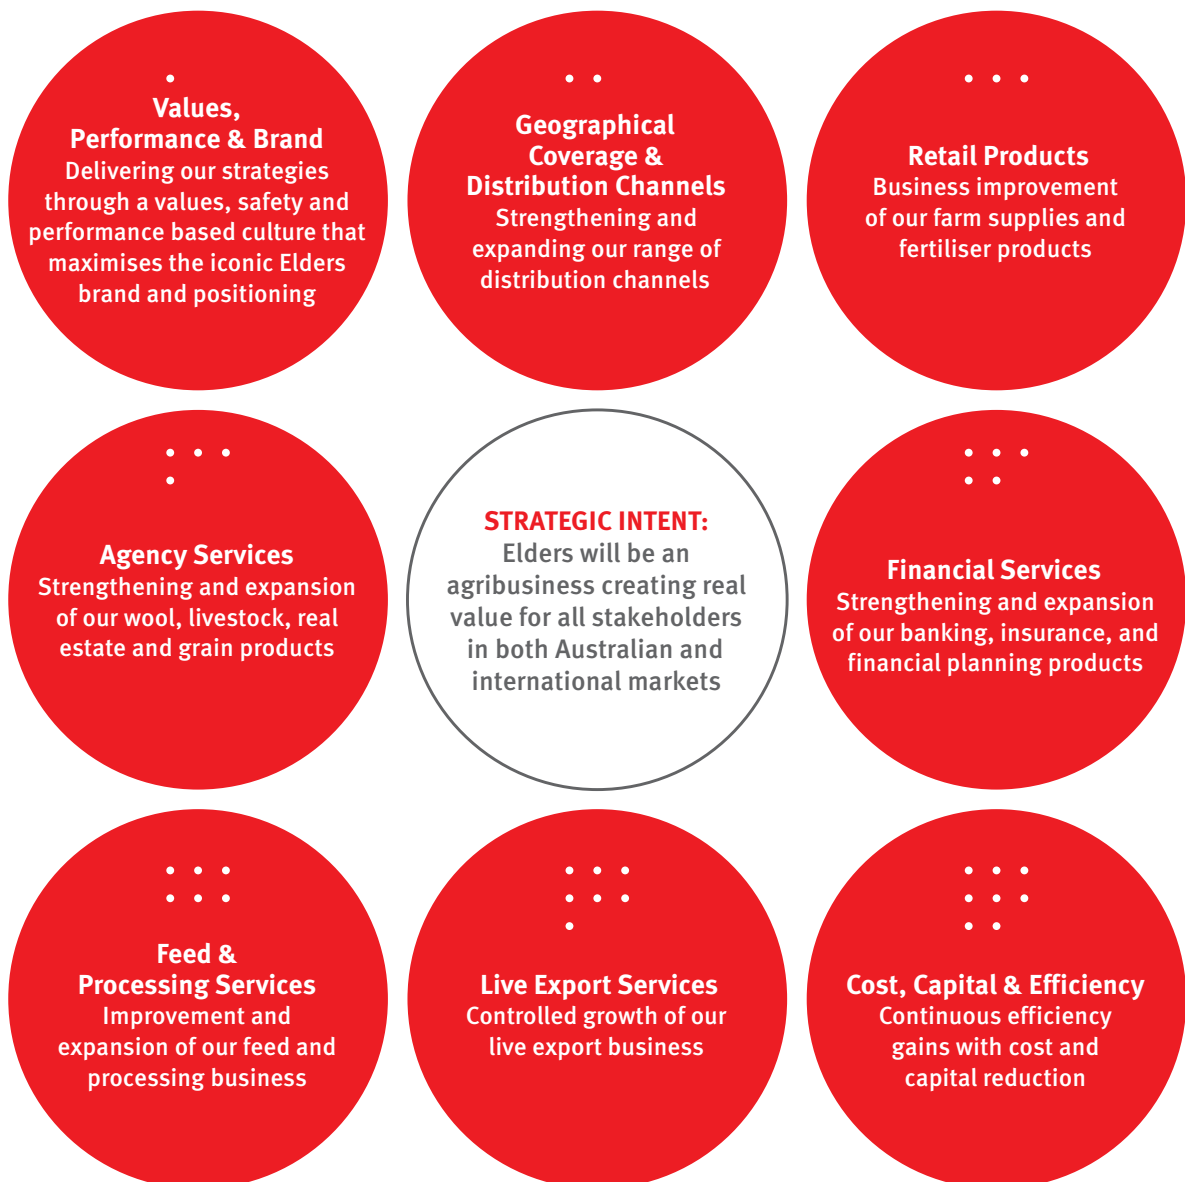 Values,
Performance & Brand
Delivering our strategies
through a values, safety and
performance based culture that
maximises the iconic Elders
brand and positioning
Geographical
Coverage &
Distribution Channels
Strengthening and
expanding our range of
distribution channels
Retail Products
Business improvement
of our farm supplies and
fertiliser products
Agency Services
Strengthening and expansion
of our wool, livestock, real
estate and grain products
STRATEGIC INTENT:
Elders will be an
agribusiness creating real
value for all stakeholders
in both Australian and
international markets
Financial Services
Strengthening and expansion
of our banking, insurance, and
financial planning products
Feed &
Processing Services
Improvement and
expansion of our feed and
processing business
Live Export Services
Controlled growth of our
live export business
Cost, Capital & Efficiency
Continuous efficiency
gains with cost and
capital reduction